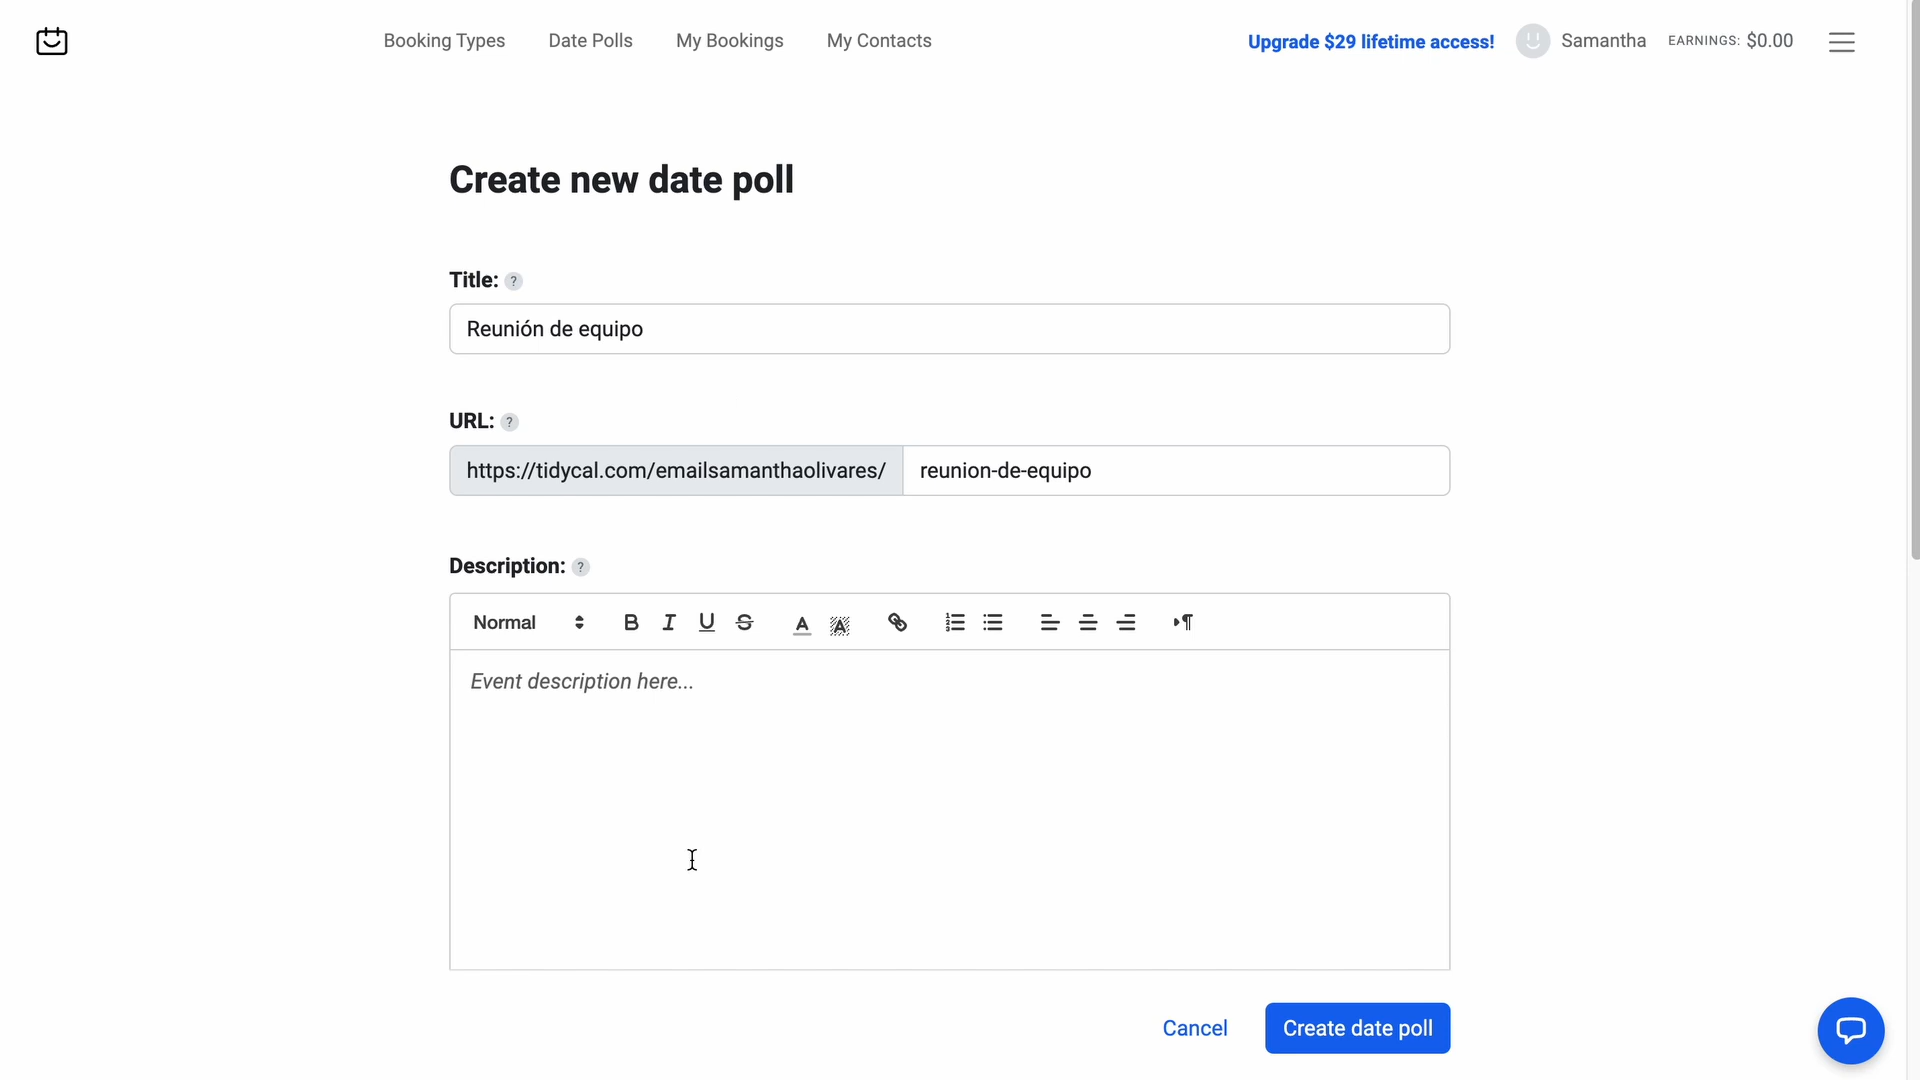 Booking Types Date Polls My Bookings My Contacts Upgrade $29 lifetime access! Samantha EARNINGS: $0.00
Create new date poll
Title: ?
Reunión de equipo
URL: ?
https://tidycal.com/emailsamanthaolivares/ reunion-de-equipo
Description: ?
Normal B I U S A A
Event description here...
Cancel Create date poll